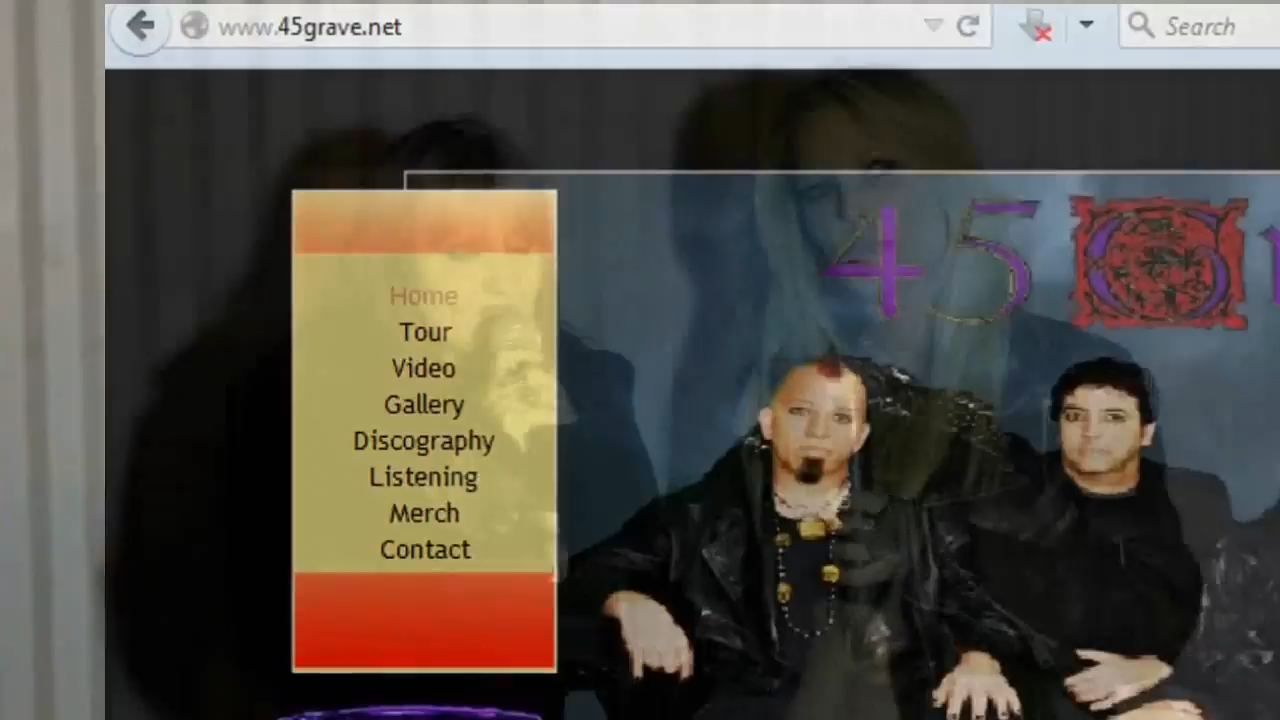 www.45grave.net
Search
45 G
Home
Tour
Video
Gallery
Discography
Listening
Merch
Contact